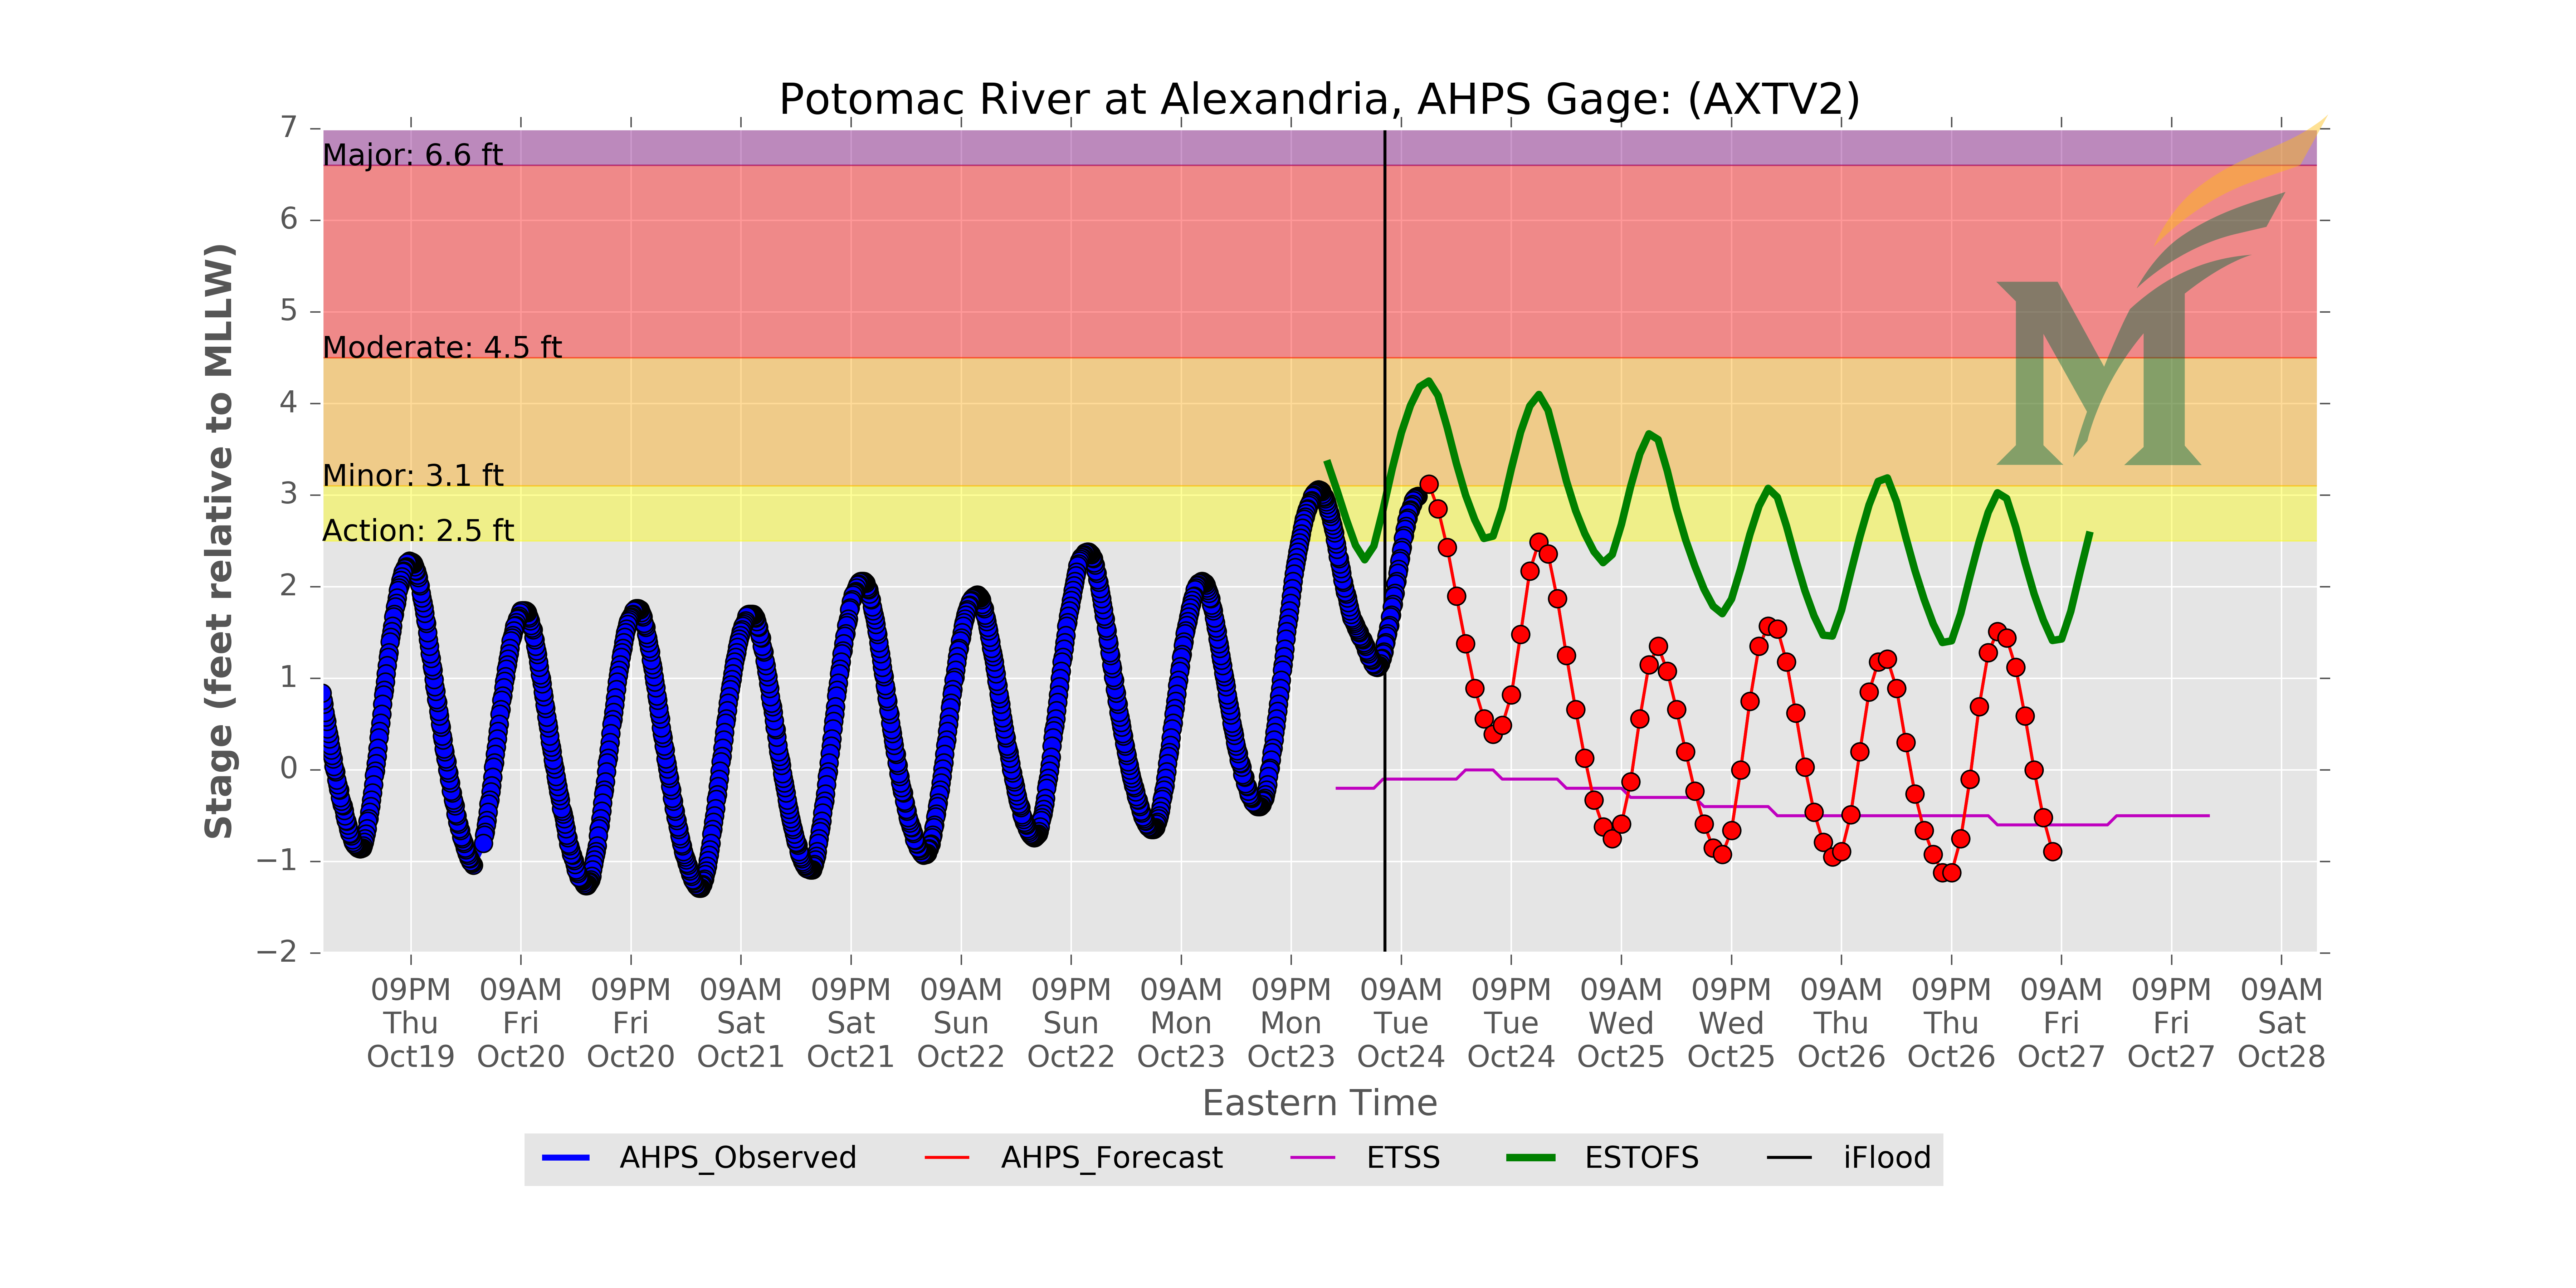 Potomac River at Alexandria, AHPS Gage: (AXTV2)
Stage (feet relative to MLLW)
7
6
5
4
3
2
1
0
−1
−2
Major: 6.6 ft
Moderate: 4.5 ft
Minor: 3.1 ft
Action: 2.5 ft
M
09PM 09AM 09PM 09AM 09PM 09AM 09PM 09AM 09PM 09AM 09PM 09AM 09PM 09AM 09PM 09AM 09PM 09AM
Thu Fri Fri Sat Sat Sun Sun Mon Mon Tue Tue Wed Wed Thu Thu Fri Fri Sat
Oct19 Oct20 Oct20 Oct21 Oct21 Oct22 Oct22 Oct23 Oct23 Oct24 Oct24 Oct25 Oct25 Oct26 Oct26 Oct27 Oct27 Oct28
Eastern Time
AHPS_Observed AHPS_Forecast ETSS ESTOFS iFlood